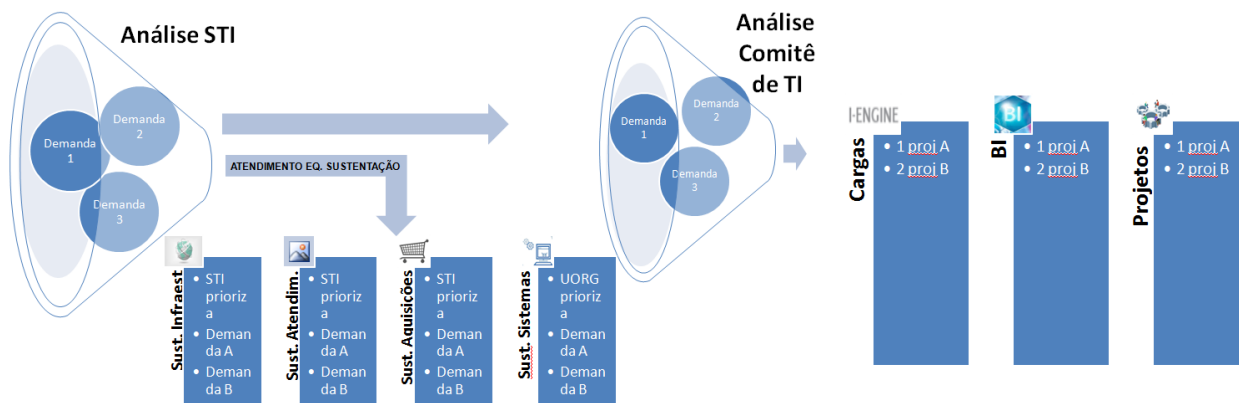 Análise STI
Demanda
1
Demanda
2
Demanda
3
ATENDIMENTO EQ. SUSTENTAÇÃO
Sust. Infraest
• STI
prioriz
a
• Deman
da A
• Deman
da B
Sust. Atendim.
• STI
prioriz
a
• Deman
da A
• Deman
da B
Sust. Aquisições
• STI
prioriz
a
• Deman
da A
• Deman
da B
Sust. Sistemas
• UORG
prioriz
a
• Deman
da A
• Deman
da B
Análise
Comitê
de TI
Demanda
1
Demanda
2
Demanda
3
I-ENGINE
Cargas
• 1 proj A
• 2 proj B
BI
BI
• 1 proj A
• 2 proj B
Projetos
• 1 proj A
• 2 proj B